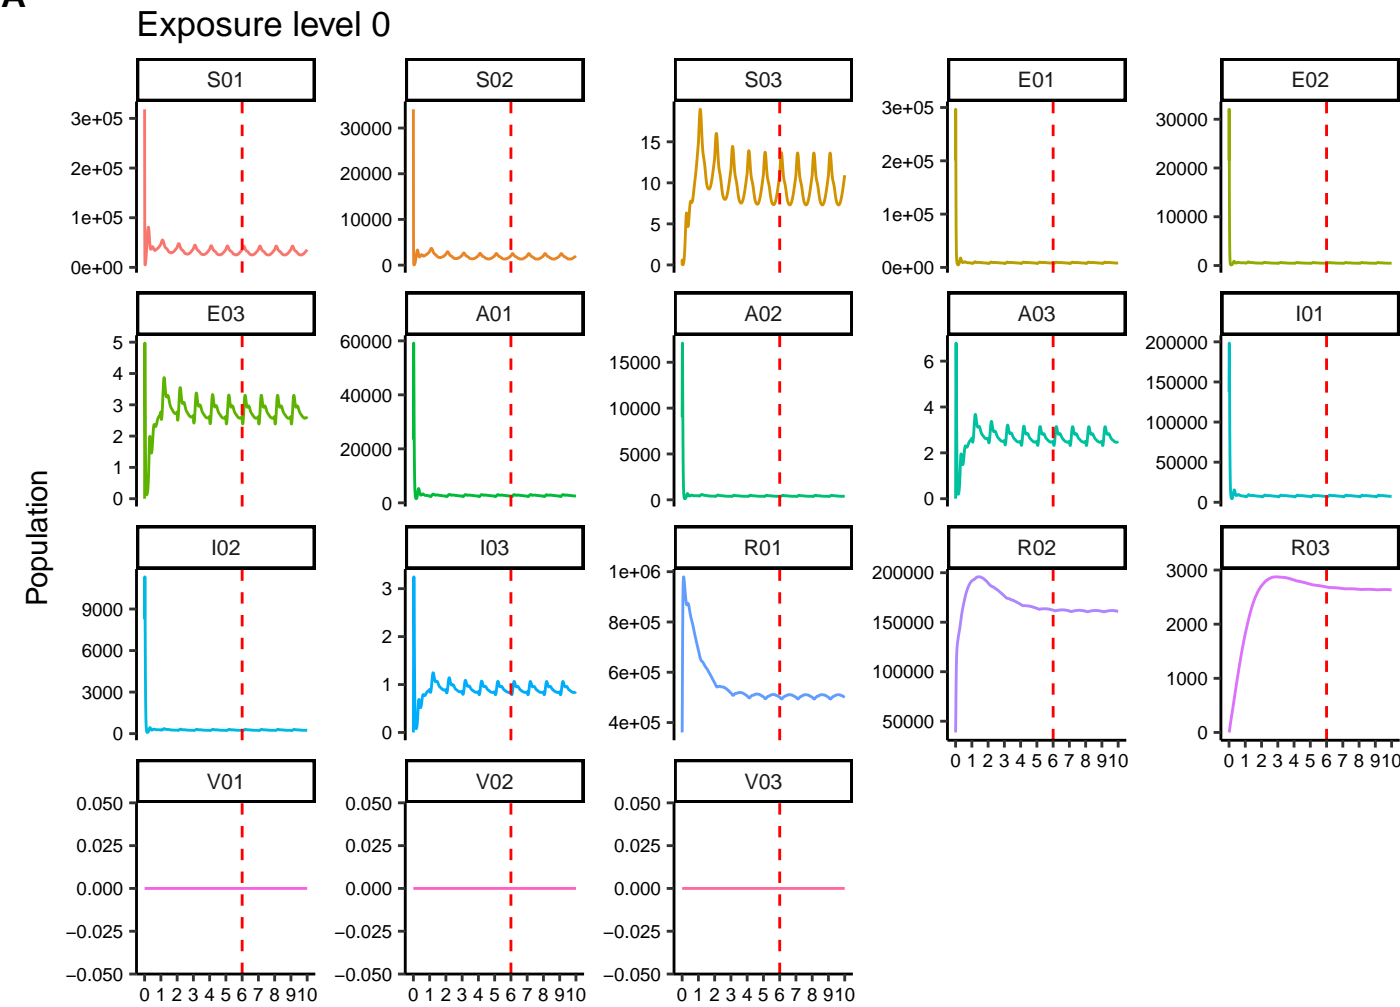 A
Exposure level 0
S01 S02 S03 E01 E02
3e+05 2e+05 1e+05 0e+00
30000 20000 10000 0
15 10 5 0
3e+05 2e+05 1e+05 0e+00
30000 20000 10000 0
E03 A01 A02 A03 I01
5 4 3 2 1 0
60000 40000 20000 0
15000 10000 5000 0
6 4 2 0
200000 150000 100000 50000 0
Population
I02 I03 R01 R02 R03
9000 6000 3000 0
3 2 1 0
1e+06 8e+05 6e+05 4e+05
200000 150000 100000 50000
3000 2000 1000 0
0 1 2 3 4 5 6 7 8 9 10
0 1 2 3 4 5 6 7 8 9 10
V01 V02 V03
0.050 0.025 0.000 −0.025 −0.050
0.050 0.025 0.000 −0.025 −0.050
0.050 0.025 0.000 −0.025 −0.050
0 1 2 3 4 5 6 7 8 9 10
0 1 2 3 4 5 6 7 8 9 10
0 1 2 3 4 5 6 7 8 9 10